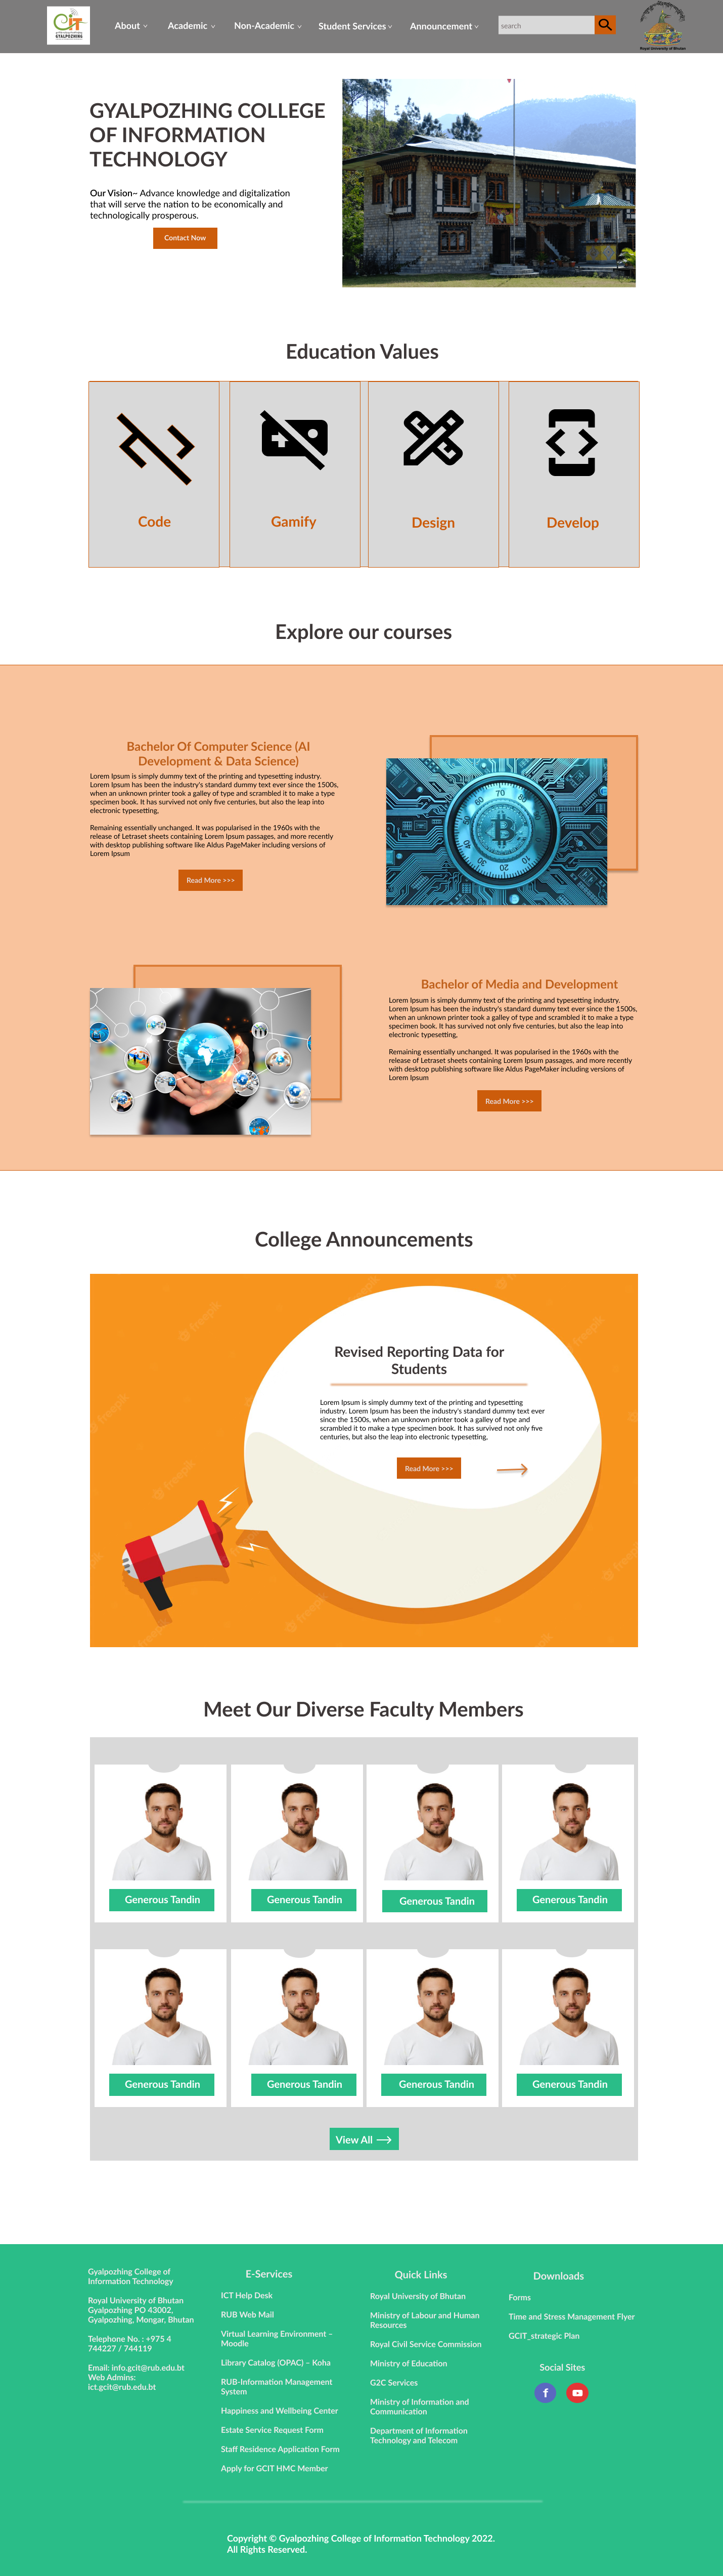 GCIT
GYALPOZHING
About
Academic
Non-Academic
Student Services
Announcement
search
Royal University of Bhutan
GYALPOZHING COLLEGE
OF INFORMATION
TECHNOLOGY
Our Vision~ Advance knowledge and digitalization
that will serve the nation to be economically and
technologically prosperous.
Contact Now
Education Values
Code
Gamify
Design
Develop
Explore our courses
Bachelor Of Computer Science (AI
Development & Data Science)
Lorem Ipsum is simply dummy text of the printing and typesetting industry.
Lorem Ipsum has been the industry's standard dummy text ever since the 1500s,
when an unknown printer took a galley of type and scrambled it to make a type
specimen book. It has survived not only five centuries, but also the leap into
electronic typesetting,
Remaining essentially unchanged. It was popularised in the 1960s with the
release of Letraset sheets containing Lorem Ipsum passages, and more recently
with desktop publishing software like Aldus PageMaker including versions of
Lorem Ipsum
Read More >>>
Bachelor of Media and Development
Lorem Ipsum is simply dummy text of the printing and typesetting industry.
Lorem Ipsum has been the industry's standard dummy text ever since the 1500s,
when an unknown printer took a galley of type and scrambled it to make a type
specimen book. It has survived not only five centuries, but also the leap into
electronic typesetting,
Remaining essentially unchanged. It was popularised in the 1960s with the
release of Letraset sheets containing Lorem Ipsum passages, and more recently
with desktop publishing software like Aldus PageMaker including versions of
Lorem Ipsum
Read More >>>
College Announcements
Revised Reporting Data for
Students
Lorem Ipsum is simply dummy text of the printing and typesetting
industry. Lorem Ipsum has been the industry's standard dummy text ever
since the 1500s, when an unknown printer took a galley of type and
scrambled it to make a type specimen book. It has survived not only five
centuries, but also the leap into electronic typesetting,
Read More >>>
Meet Our Diverse Faculty Members
Generous Tandin
Generous Tandin
Generous Tandin
Generous Tandin
Generous Tandin
Generous Tandin
Generous Tandin
Generous Tandin
View All
Gyalpozhing College of
Information Technology
Royal University of Bhutan
Gyalpozhing PO 43002,
Gyalpozhing, Mongar, Bhutan
Telephone No. : +975 4
744227 / 744119
Email: info.gcit@rub.edu.bt
Web Admins:
ict.gcit@rub.edu.bt
E-Services
ICT Help Desk
RUB Web Mail
Virtual Learning Environment –
Moodle
Library Catalog (OPAC) – Koha
RUB-Information Management
System
Happiness and Wellbeing Center
Estate Service Request Form
Staff Residence Application Form
Apply for GCIT HMC Member
Quick Links
Royal University of Bhutan
Ministry of Labour and Human
Resources
Royal Civil Service Commission
Ministry of Education
G2C Services
Ministry of Information and
Communication
Department of Information
Technology and Telecom
Downloads
Forms
Time and Stress Management Flyer
GCIT_strategic Plan
Social Sites
Copyright © Gyalpozhing College of Information Technology 2022.
All Rights Reserved.